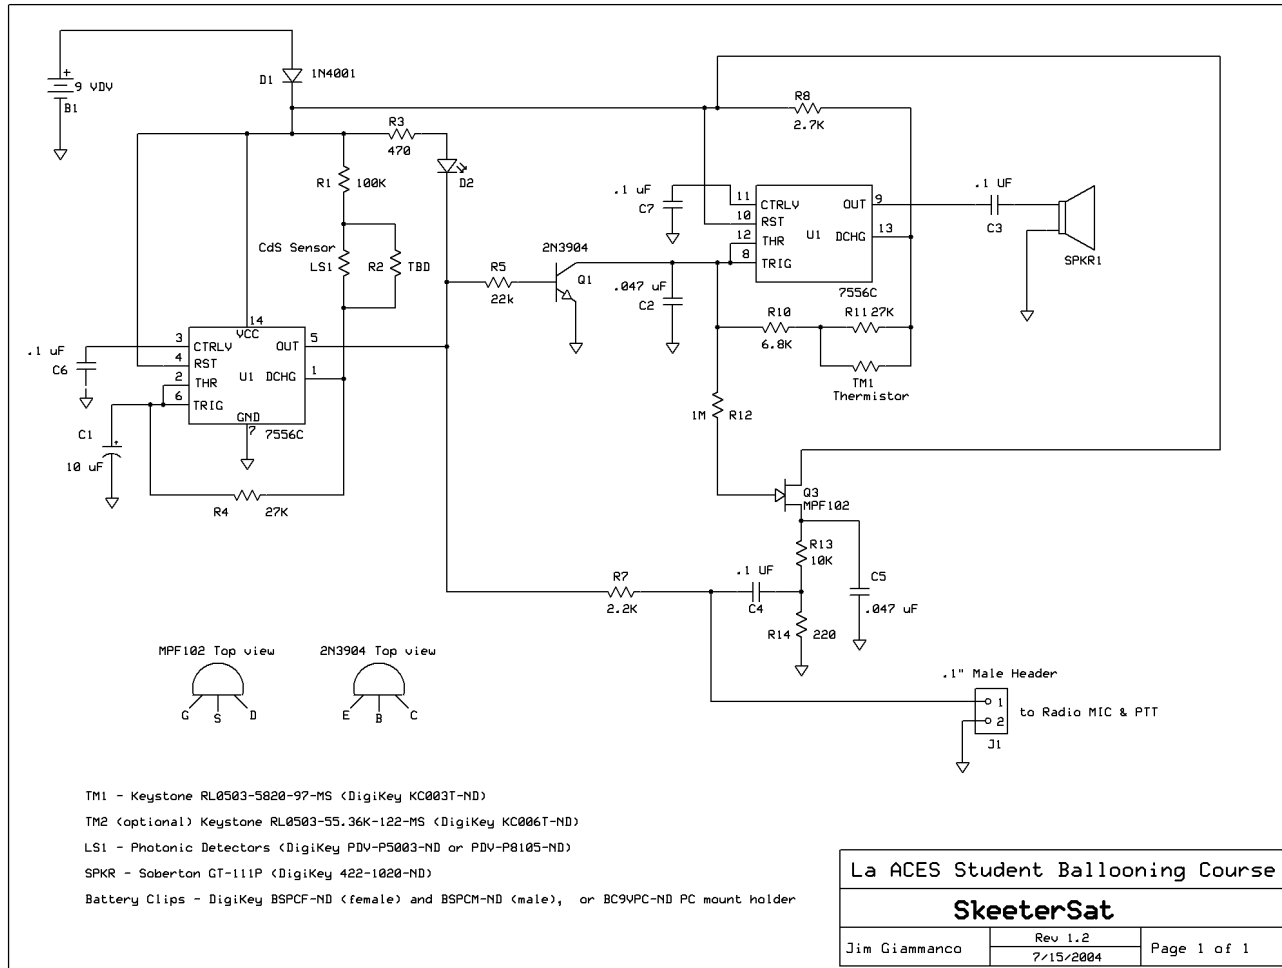 +
9 VDV
B1
D1
1N4001
R3
470
D2
R1
100K
CdS Sensor
LS1
R2
TBD
R5
22k
2N3904
Q1
.1 uF
C7
.047 uF
C2
R8
2.7K
11
CTRLV
10
RST
12
THR
8
TRIG
U1
OUT
9
DCHG
13
7556C
.1 UF
C3
SPKR1
R10
6.8K
R11
27K
TM1
Thermistor
1M
R12
.1 uF
C6
3
CTRLV
4
RST
2
THR
6
TRIG
14
VCC
OUT
5
U1
DCHG
1
GND
7
7556C
C1
+
10 uF
R4
27K
Q3
MPF102
R13
10K
.1 UF
C4
C5
.047 uF
R7
2.2K
R14
220
MPF102 Top view
G
S
D
2N3904 Top view
E
B
C
.1" Male Header
1
2
to Radio MIC & PTT
J1
TM1 - Keystone RL0503-5820-97-MS (DigiKey KC003T-ND)
TM2 (optional) Keystone RL0503-55.36K-122-MS (DigiKey KC006T-ND)
LS1 - Photonic Detectors (DigiKey PDV-P5003-ND or PDV-P8105-ND)
SPKR - Soberton GT-111P (DigiKey 422-1020-ND)
Battery Clips - DigiKey BSPCF-ND (female) and BSPCM-ND (male), or BC9VPC-ND PC mount holder
La ACES Student Ballooning Course
SkeeterSat
Jim Giammanco
Rev 1.2
7/15/2004
Page 1 of 1